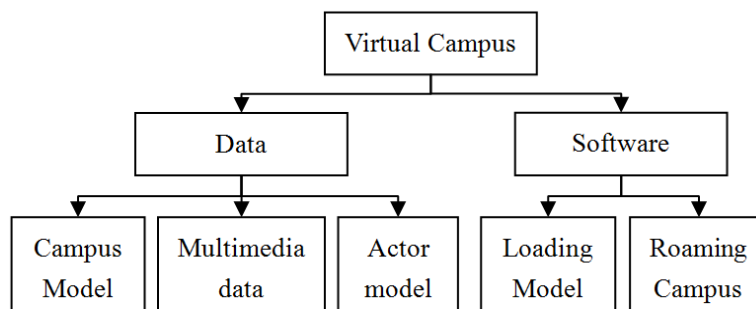 Virtual Campus
Data
Software
Campus
Model
Multimedia
data
Actor
model
Loading
Model
Roaming
Campus